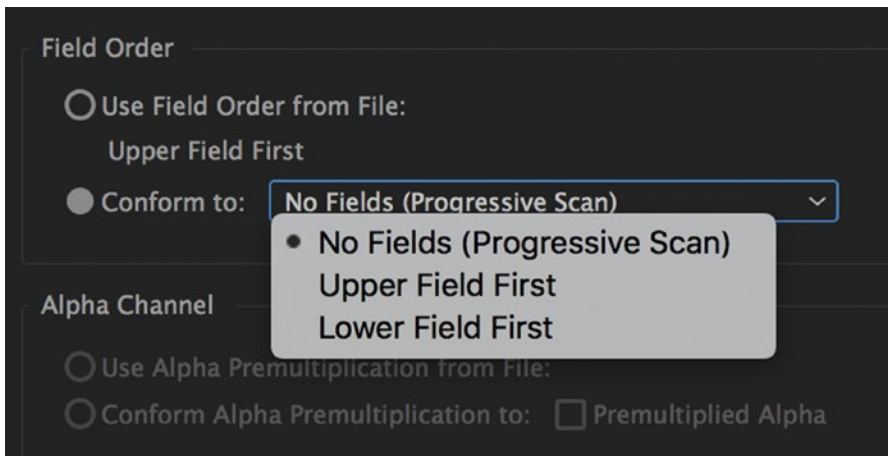 Field Order
Use Field Order from File:
Upper Field First
Conform to: No Fields (Progressive Scan)
No Fields (Progressive Scan)
Upper Field First
Lower Field First
Alpha Channel
Use Alpha Premultiplication from File:
Conform Alpha Premultiplication to: Premultiplied Alpha